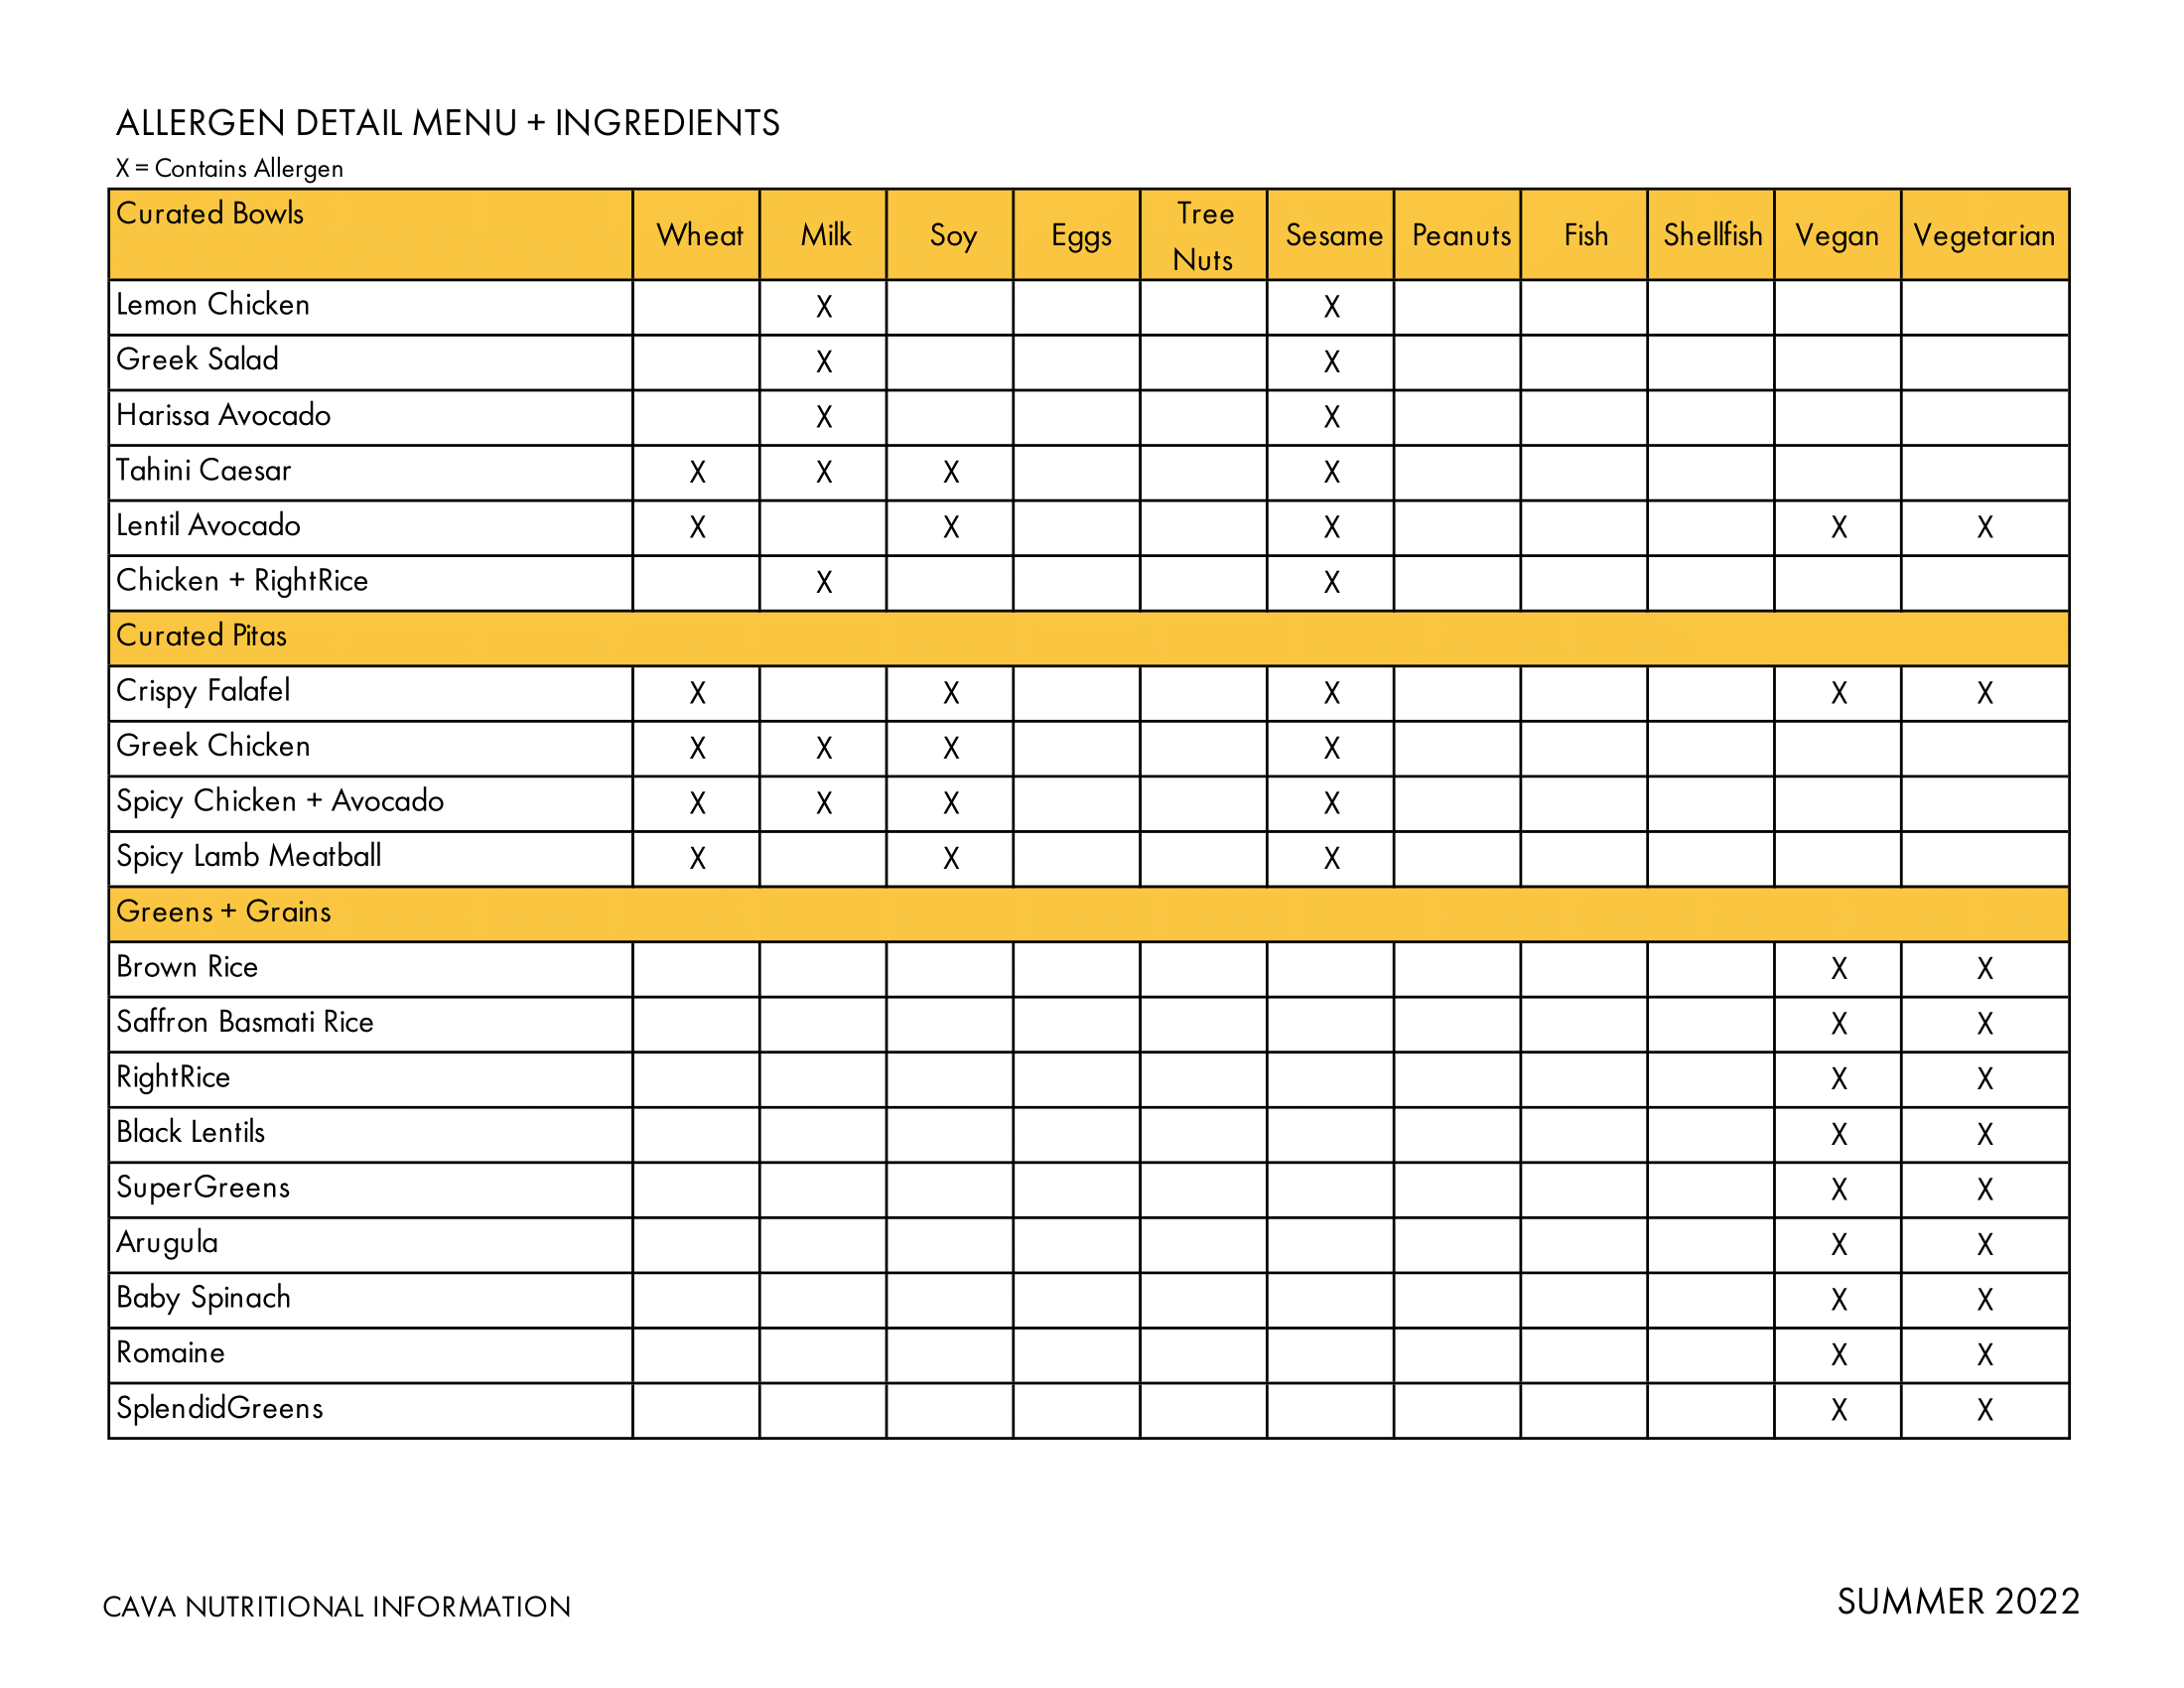 ALLERGEN DETAIL MENU + INGREDIENTS
X = Contains Allergen
Curated Bowls Wheat Milk Soy Eggs Tree Nuts Sesame Peanuts Fish Shellfish Vegan Vegetarian
Lemon Chicken X X
Greek Salad X X
Harissa Avocado X X
Tahini Caesar X X X X
Lentil Avocado X X X X X
Chicken + RightRice X X
Curated Pitas
Crispy Falafel X X X X X
Greek Chicken X X X X
Spicy Chicken + Avocado X X X X
Spicy Lamb Meatball X X X
Greens + Grains
Brown Rice X X
Saffron Basmati Rice X X
RightRice X X
Black Lentils X X
SuperGreens X X
Arugula X X
Baby Spinach X X
Romaine X X
SplendidGreens X X
CAVA NUTRITIONAL INFORMATION SUMMER 2022